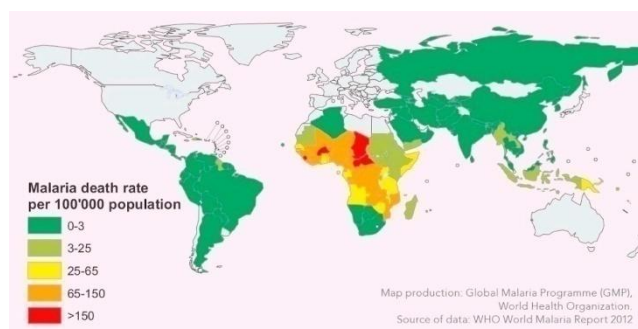 Malaria death rate
per 100'000 population
0-3
3-25
25-65
65-150
>150
Map production: Global Malaria Programme (GMP),
World Health Organization.
Source of data: WHO World Malaria Report 2012